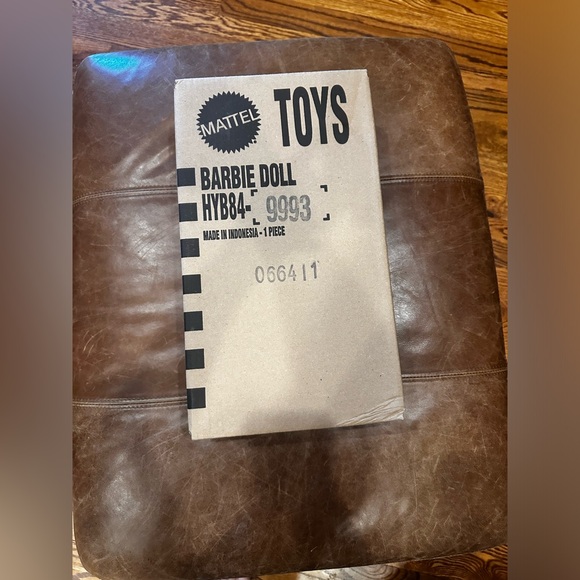 MATTEL
TOYS
BARBIE DOLL
HYB84-9993
MADE IN INDONESIA - 1 PIECE
066411